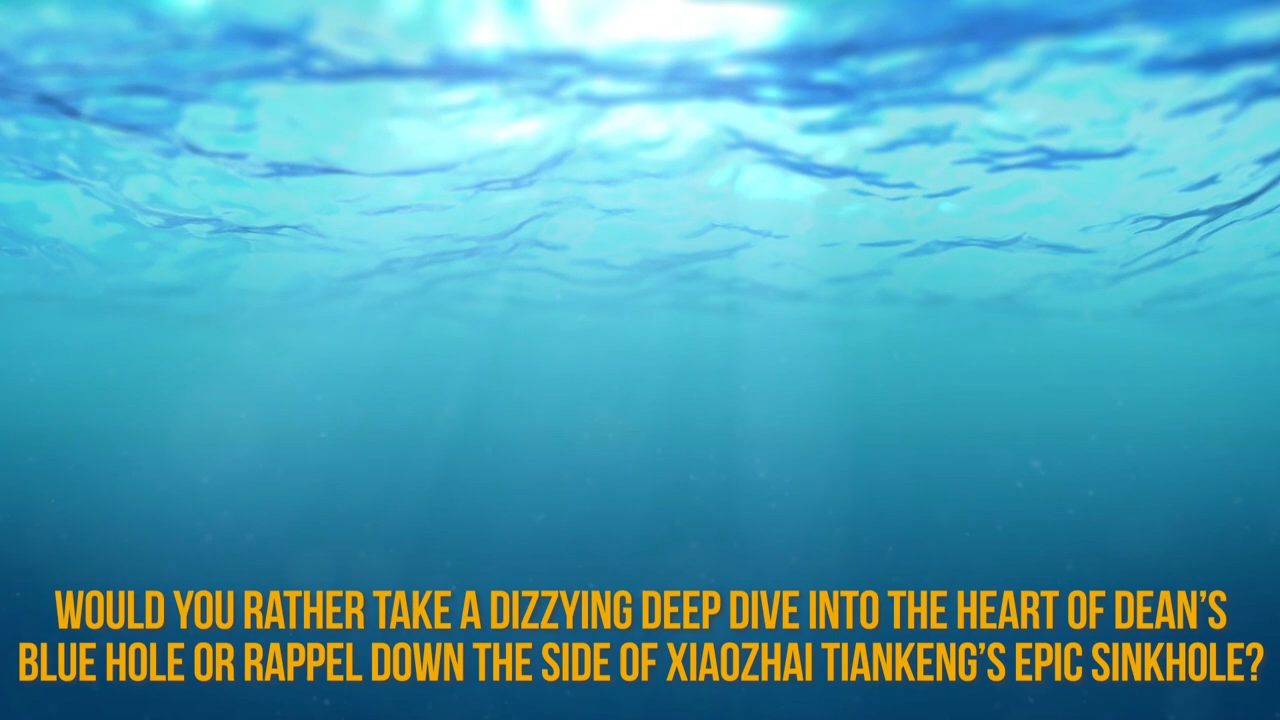 WOULD YOU RATHER TAKE A DIZZYING DEEP DIVE INTO THE HEART OF DEAN’S
BLUE HOLE OR RAPPEL DOWN THE SIDE OF XIAOZHAI TIANKENG’S EPIC SINKHOLE?